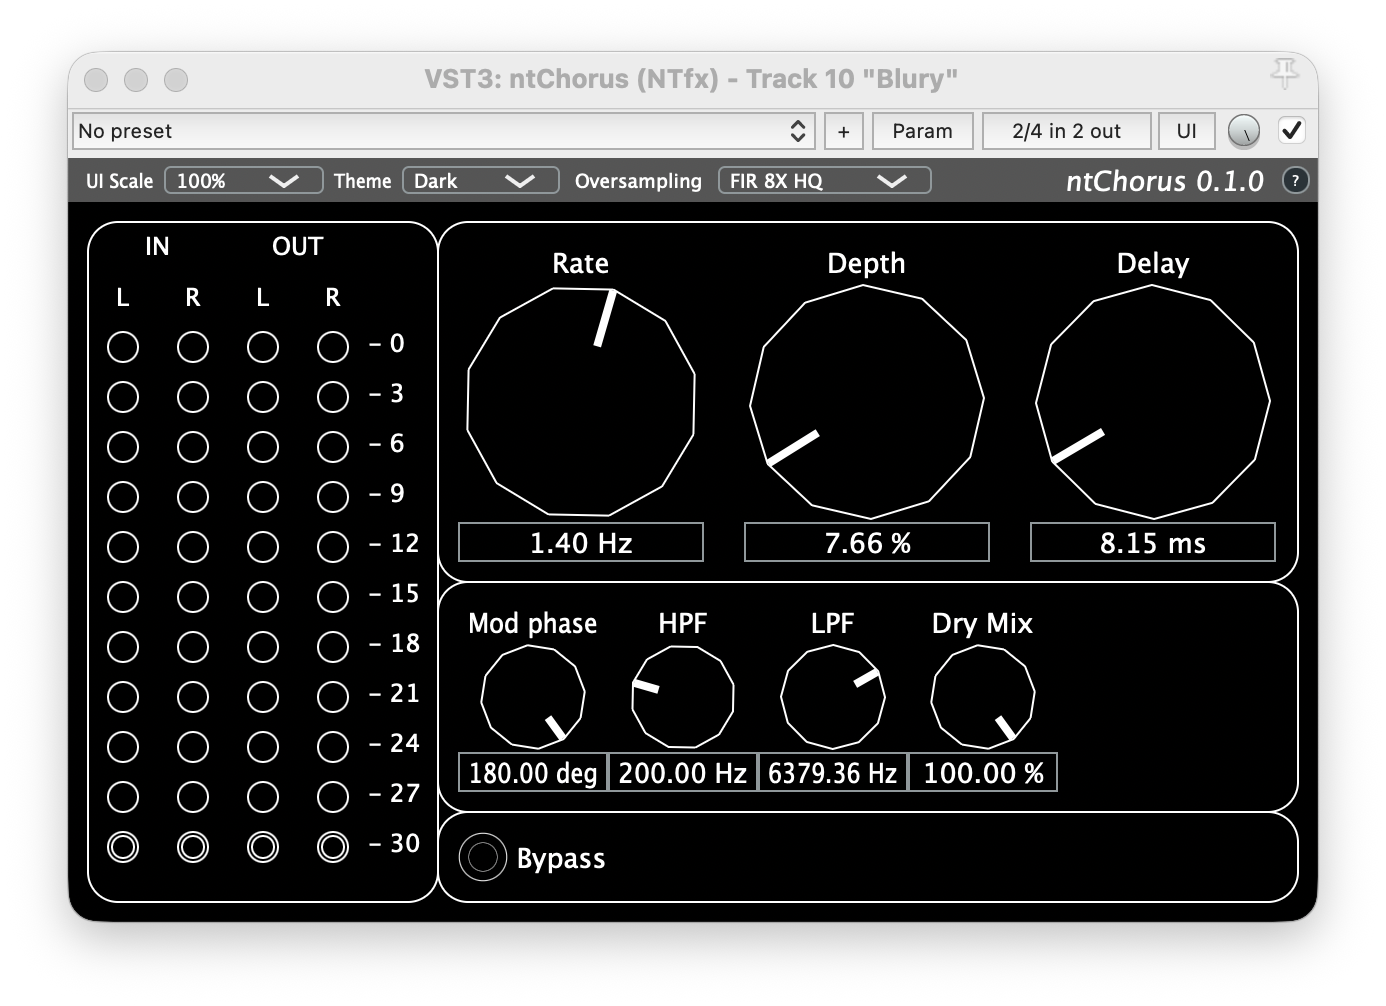 VST3: ntChorus (NTfx) - Track 10 "Blury"
No preset + Param 2/4 in 2 out UI
UI Scale 100% Theme Dark Oversampling FIR 8X HQ ntChorus 0.1.0 ?
IN OUT
L R L R
- 0
- 3
- 6
- 9
- 12
- 15
- 18
- 21
- 24
- 27
- 30
Rate Depth Delay
1.40 Hz 7.66 % 8.15 ms
Mod phase HPF LPF Dry Mix
180.00 deg 200.00 Hz 6379.36 Hz 100.00 %
Bypass